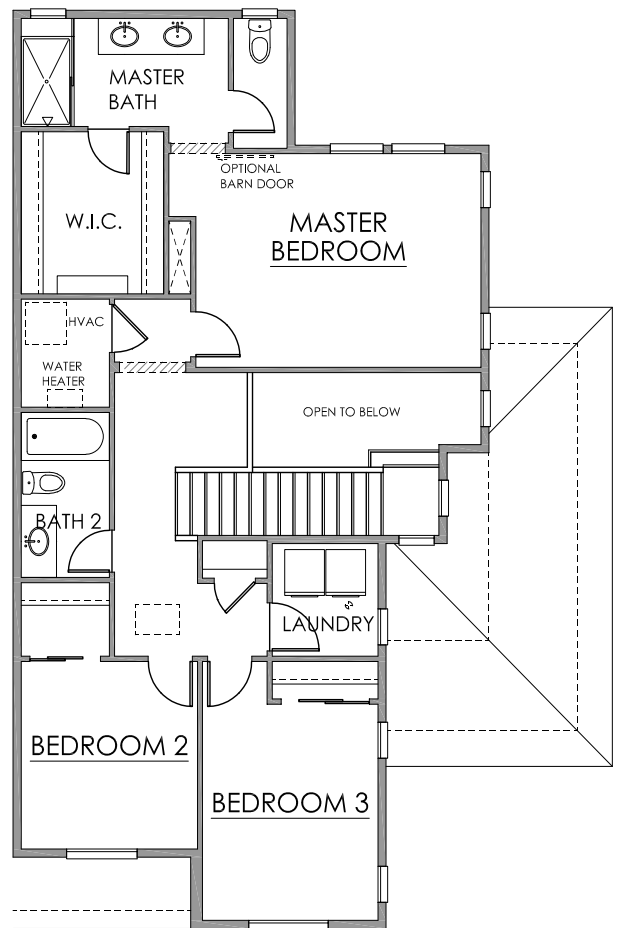 MASTER
BATH
OPTIONAL
BARN DOOR
W.I.C.
MASTER
BEDROOM
HVAC
WATER
HEATER
OPEN TO BELOW
BATH 2
LAUNDRY
BEDROOM 2
BEDROOM 3